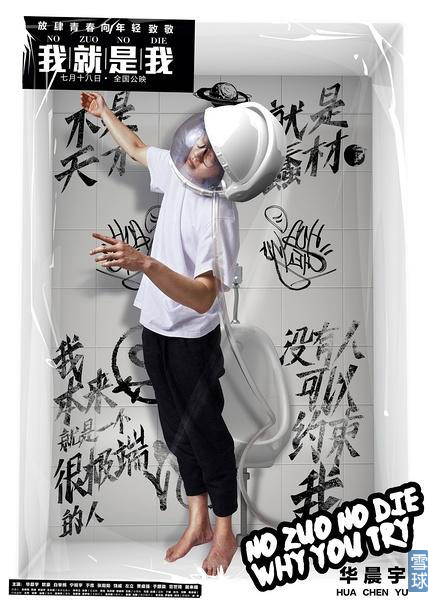 放肆青春向年轻致敬
NO ZUO NO DIE
我就是我
七月十八日·全国公映
不是
天才
就是
蠢材
我
本来
就是一个
很极端
的人
没有人
可以
约束
我
NO ZUO NO DIE
WHY YOU TRY
华晨宇
HUA CHEN YU
雪球